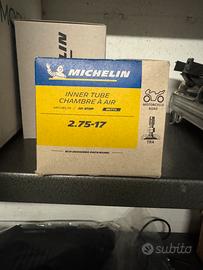 MICHELIN
INNER TUBE
CHAMBRE À AIR
MOTORCYCLE
ROAD
2.75-17
TR4
subito